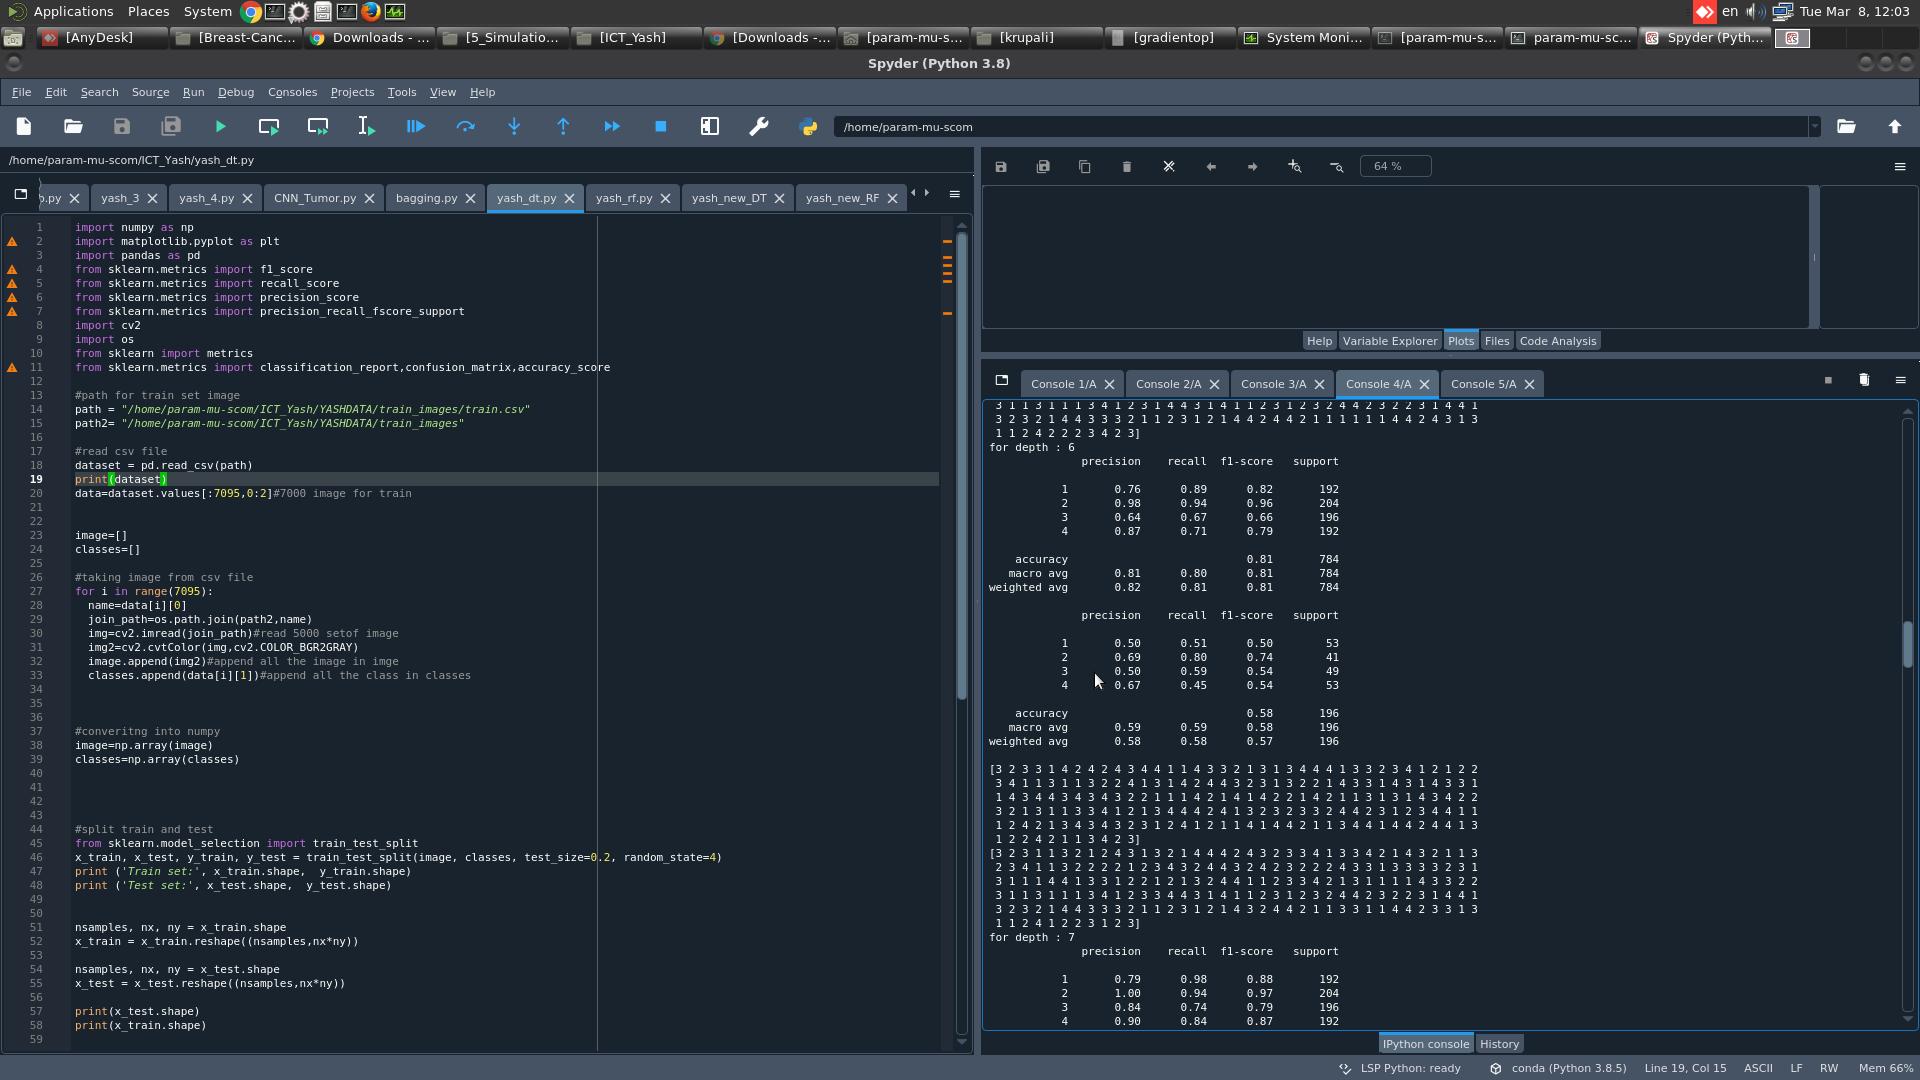 Applications Places System en Tue Mar 8, 12:03
[AnyDesk] [Breast-Canc... Downloads - ... [5_Simulatio... [ICT_Yash] [Downloads -... [param-mu-s... [krupali] [gradientop] System Moni... [param-mu-s... param-mu-sc... Spyder (Pyth...
Spyder (Python 3.8)
File Edit Search Source Run Debug Consoles Projects Tools View Help
/home/param-mu-scom
/home/param-mu-scom/ICT_Yash/yash_dt.py
.py yash_3 yash_4.py CNN_Tumor.py bagging.py yash_dt.py yash_rf.py yash_new_DT yash_new_RF
1 import numpy as np
2 import matplotlib.pyplot as plt
3 import pandas as pd
4 from sklearn.metrics import f1_score
5 from sklearn.metrics import recall_score
6 from sklearn.metrics import precision_score
7 from sklearn.metrics import precision_recall_fscore_support
8 import cv2
9 import os
10 from sklearn import metrics
11 from sklearn.metrics import classification_report,confusion_matrix,accuracy_score
12
13 #path for train set image
14 path = "/home/param-mu-scom/ICT_Yash/YASHDATA/train_images/train.csv"
15 path2= "/home/param-mu-scom/ICT_Yash/YASHDATA/train_images"
16
17 #read csv file
18 dataset = pd.read_csv(path)
19 print(dataset)
20 data=dataset.values[:7095,0:2]#7000 image for train
21
22
23 image=[]
24 classes=[]
25
26 #taking image from csv file
27 for i in range(7095):
28 name=data[i][0]
29 join_path=os.path.join(path2,name)
30 img=cv2.imread(join_path)#read 5000 setof image
31 img2=cv2.cvtColor(img,cv2.COLOR_BGR2GRAY)
32 image.append(img2)#append all the image in imge
33 classes.append(data[i][1])#append all the class in classes
34
35
36
37 #converitng into numpy
38 image=np.array(image)
39 classes=np.array(classes)
40
41
42
43
44 #split train and test
45 from sklearn.model_selection import train_test_split
46 x_train, x_test, y_train, y_test = train_test_split(image, classes, test_size=0.2, random_state=4)
47 print ('Train set:', x_train.shape, y_train.shape)
48 print ('Test set:', x_test.shape, y_test.shape)
49
50
51 nsamples, nx, ny = x_train.shape
52 x_train = x_train.reshape((nsamples,nx*ny))
53
54 nsamples, nx, ny = x_test.shape
55 x_test = x_test.reshape((nsamples,nx*ny))
56
57 print(x_test.shape)
58 print(x_train.shape)
59
64 %
Help Variable Explorer Plots Files Code Analysis
Console 1/A Console 2/A Console 3/A Console 4/A Console 5/A
3 1 1 3 1 1 1 3 4 1 2 3 1 4 4 3 1 4 1 1 2 3 1 2 3 2 4 4 2 3 2 2 3 1 4 4 1
3 2 3 2 1 4 4 3 3 3 2 1 1 2 3 1 2 1 4 4 2 4 4 2 1 1 1 1 1 1 4 4 2 4 3 1 3
1 1 2 4 2 2 2 3 4 2 3]
for depth : 6
precision recall f1-score support
1 0.76 0.89 0.82 192
2 0.98 0.94 0.96 204
3 0.64 0.67 0.66 196
4 0.87 0.71 0.79 192
accuracy 0.81 784
macro avg 0.81 0.80 0.81 784
weighted avg 0.82 0.81 0.81 784
precision recall f1-score support
1 0.50 0.51 0.50 53
2 0.69 0.80 0.74 41
3 0.50 0.59 0.54 49
4 0.67 0.45 0.54 53
accuracy 0.58 196
macro avg 0.59 0.59 0.58 196
weighted avg 0.58 0.58 0.57 196
[3 2 3 3 1 4 2 4 2 4 3 4 4 1 1 4 3 3 2 1 3 1 3 4 4 4 1 3 3 2 3 4 1 2 1 2 2
3 4 1 1 3 1 1 3 2 2 4 1 3 1 4 2 4 4 3 2 3 1 3 2 2 1 4 3 3 1 4 3 1 4 3 3 1
1 4 3 4 4 3 4 3 4 3 2 2 1 1 1 4 2 1 4 1 4 2 2 1 4 2 1 1 3 1 3 1 4 3 4 2 2
3 2 1 3 1 1 3 3 4 1 2 1 3 4 4 4 2 4 1 3 2 3 2 3 3 2 4 4 2 3 1 2 3 4 4 1 1
1 2 4 2 1 3 4 3 4 3 2 3 1 2 4 1 2 1 1 4 1 4 4 2 1 1 3 4 4 1 4 4 2 4 4 1 3
1 2 2 4 2 1 1 3 4 2 3]
[3 2 3 1 1 3 2 1 2 4 3 1 3 2 1 4 4 4 2 4 3 2 3 3 4 1 3 3 4 2 1 4 3 2 1 1 3
2 3 4 1 1 3 2 2 2 2 1 2 3 4 2 4 4 2 3 2 3 3 1 2 2 4 3 1 3 3 1 3 3 3 2 3 1
3 1 1 1 4 4 1 3 3 1 2 2 1 2 1 3 2 4 4 1 1 2 3 3 4 2 1 3 1 1 1 1 4 3 3 2 2
3 1 1 3 1 1 1 3 4 1 2 3 3 4 4 3 1 4 1 1 2 3 1 2 3 2 4 4 2 3 2 2 3 1 4 4 1
3 2 3 2 1 4 4 3 3 3 2 1 1 2 3 1 2 1 4 3 2 4 4 2 1 1 3 3 1 1 4 4 2 3 3 1 3
1 1 2 4 1 2 2 3 1 2 3]
for depth : 7
precision recall f1-score support
1 0.79 0.98 0.88 192
2 1.00 0.94 0.97 204
3 0.84 0.74 0.79 196
4 0.90 0.84 0.87 192
IPython console History
LSP Python: ready conda (Python 3.8.5) Line 19, Col 15 ASCII LF RW Mem 66%